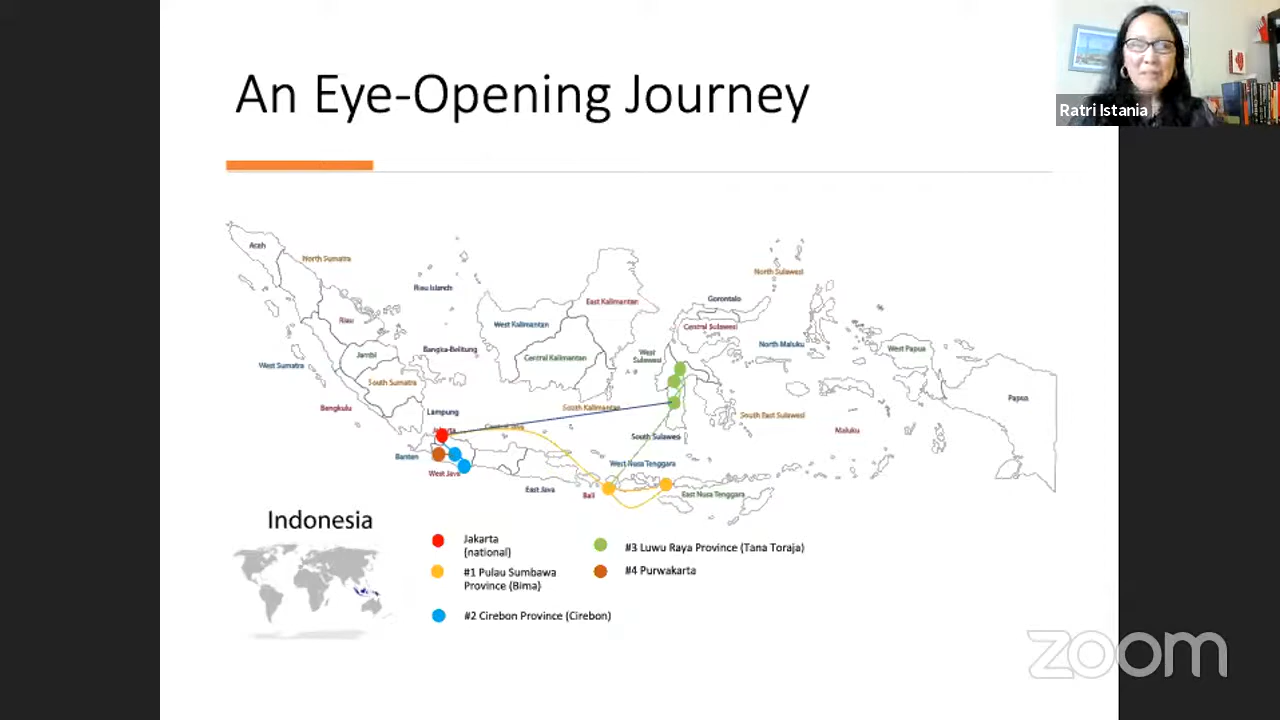 An Eye-Opening Journey
Ratri Istania
Aceh
North Sumatra
Riau Islands
Riau
West Sumatra
Jambi
South Sumatra
Bengkulu
Bangka-Belitung
Lampung
Jakarta
Banten
West Java
Central Java
East Java
Bali
West Kalimantan
Central Kalimantan
East Kalimantan
South Kalimantan
West
Sulawesi
North Sulawesi
Gorontalo
Central Sulawesi
South Sulawesi
South East Sulawesi
West Nusa Tenggara
East Nusa Tenggara
North Maluku
Maluku
West Papua
Papua
Indonesia
Jakarta
(national)
#1 Pulau Sumbawa
Province (Bima)
#2 Cirebon Province (Cirebon)
#3 Luwu Raya Province (Tana Toraja)
#4 Purwakarta
zoom